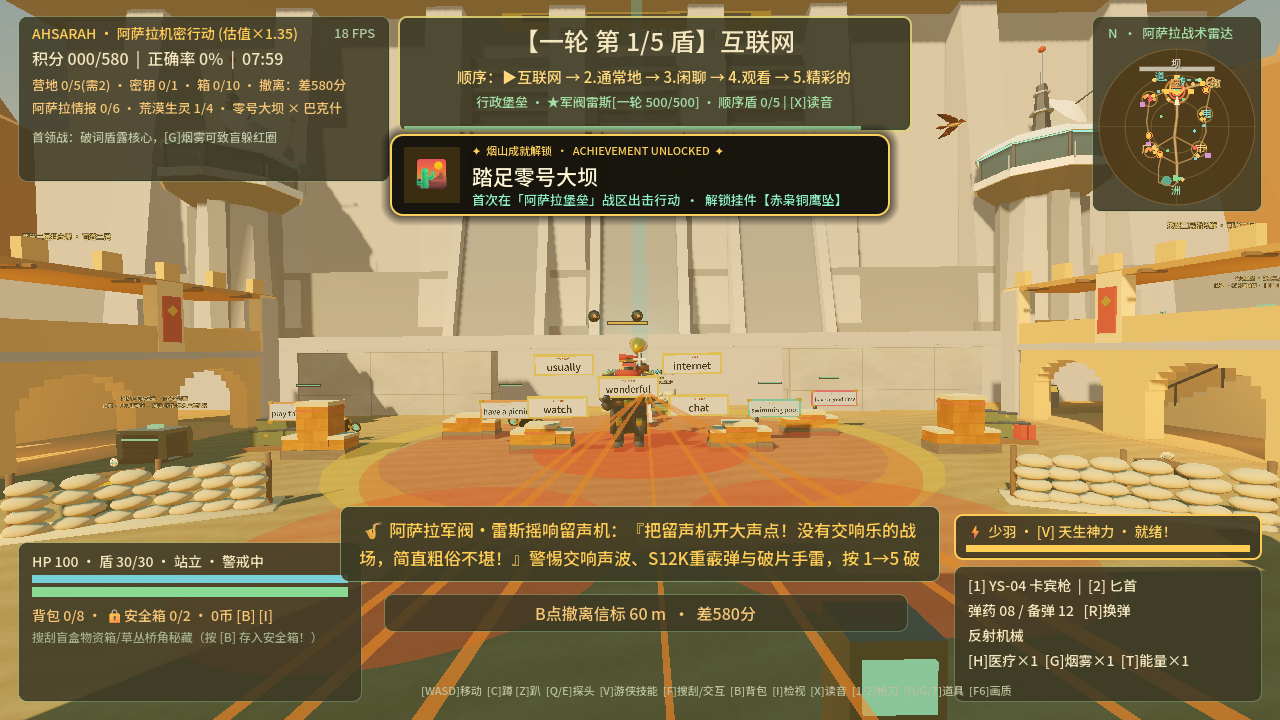 AHSARAH · 阿萨拉机密行动 (估值×1.35) 18 FPS
积分 000/580 | 正确率 0% | 07:59
营地 0/5(需2) · 密钥 0/1 · 箱 0/10 · 撤离：差580分
阿萨拉情报 0/6 · 荒漠生灵 1/4 · 零号大坝 × 巴克什
首领战：破词盾露核心，[G]烟雾可致盲躲红圈
【一轮 第 1/5 盾】互联网
顺序：▶互联网 → 2.通常地 → 3.闲聊 → 4.观看 → 5.精彩的
行政堡垒 · ★军阀雷斯[一轮 500/500] · 顺序盾 0/5 | [X]读音
✦ 烟山成就解锁 · ACHIEVEMENT UNLOCKED ✦
踏足零号大坝
首次在「阿萨拉堡垒」战区出击行动 · 解锁挂件【赤枭铜鹰坠】
N · 阿萨拉战术雷达
坝
洲
usually
internet
wonderful
watch
chat
have a picnic
swimming pool
have a good time
play
阿萨拉军阀·雷斯摇响留声机：『把留声机开大声点！没有交响乐的战
场，简直粗俗不堪！』警惕交响声波、S12K重霰弹与破片手雷，按 1→5 破
B点撤离信标 60 m · 差580分
HP 100 · 盾 30/30 · 站立 · 警戒中
背包 0/8 · 🔒安全箱 0/2 · 0币 [B] [I]
搜刮盲盒物资箱/草丛桥角秘藏（按 [B] 存入安全箱！）
少羽 · [V] 天生神力 · 就绪!
[1] YS-04 卡宾枪 | [2] 匕首
弹药 08 / 备弹 12 [R]换弹
反射机械
[H]医疗×1 [G]烟雾×1 [T]能量×1
[WASD]移动 [C]蹲 [Z]趴 [Q/E]探头 [V]游侠技能 [F]搜刮/交互 [B]背包 [I]检视 [X]读音 [1/2]枪刀 [H/G/T]道具 [F6]画质